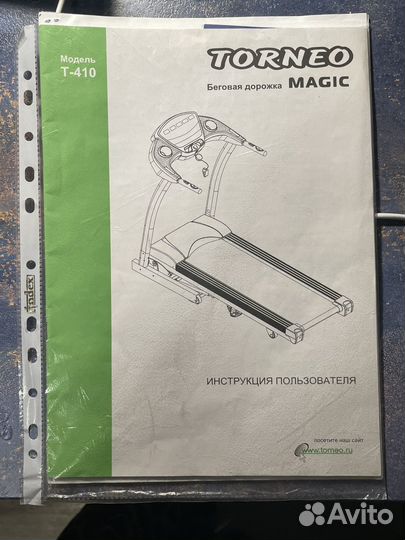 Модель
T-410
TORNEO
Беговая дорожка MAGIC
index
ИНСТРУКЦИЯ ПОЛЬЗОВАТЕЛЯ
посетите наш сайт
www.torneo.ru
Avito